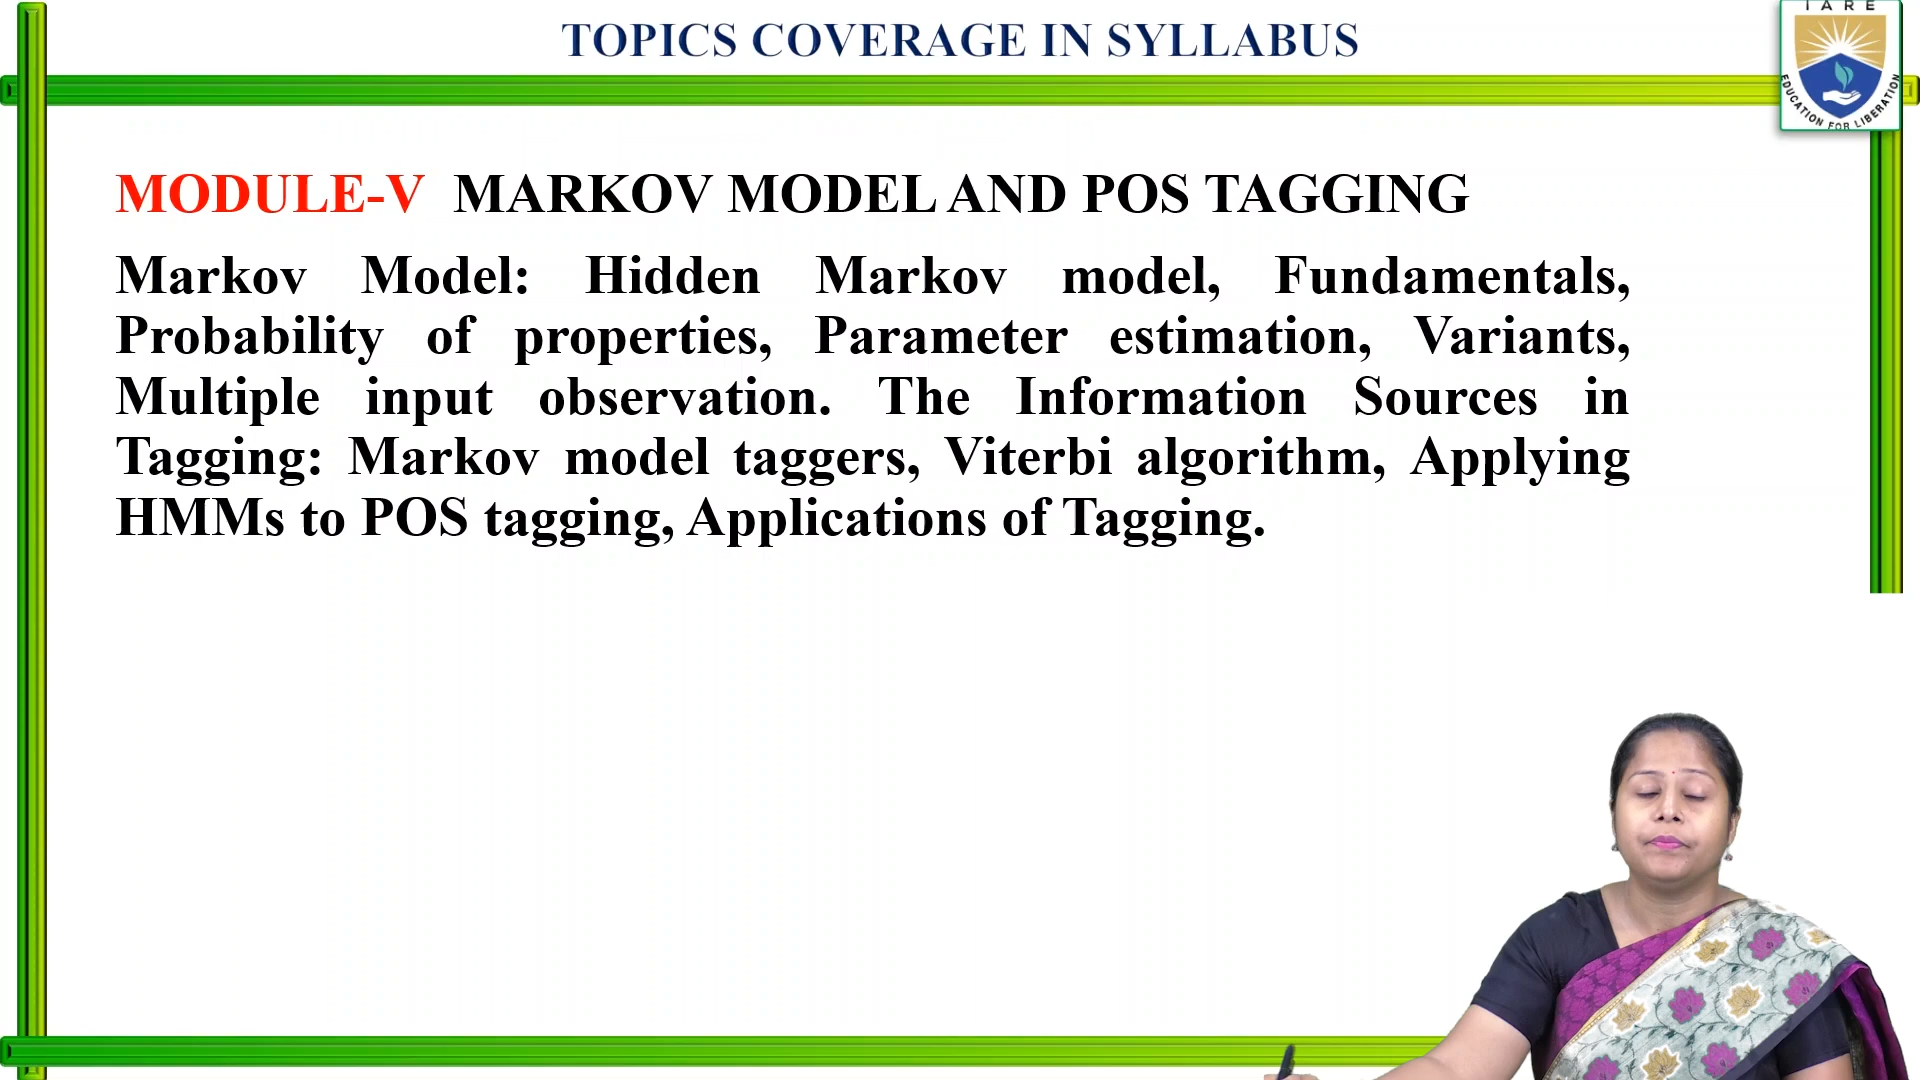 TOPICS COVERAGE IN SYLLABUS
IARE
EDUCATION FOR LIBERATION
MODULE-V MARKOV MODEL AND POS TAGGING
Markov Model: Hidden Markov model, Fundamentals,
Probability of properties, Parameter estimation, Variants,
Multiple input observation. The Information Sources in
Tagging: Markov model taggers, Viterbi algorithm, Applying
HMMs to POS tagging, Applications of Tagging.